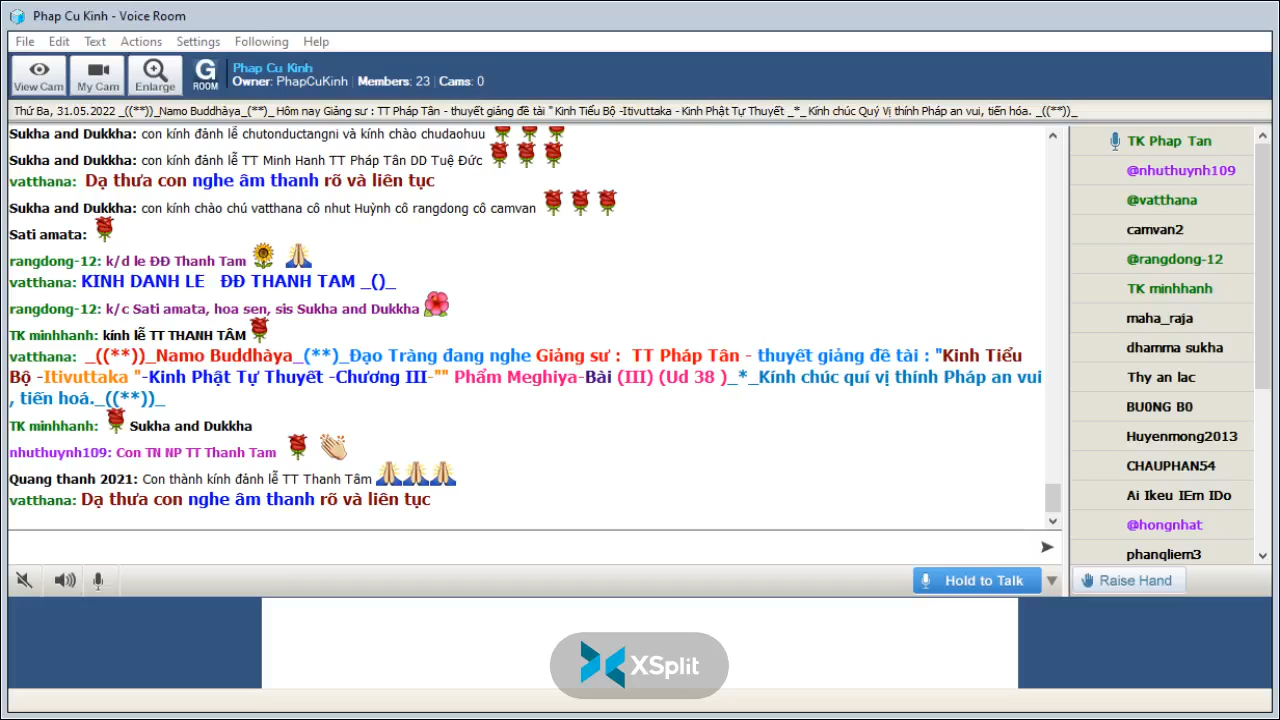 Phap Cu Kinh - Voice Room
File Edit Text Actions Settings Following Help
View Cam My Cam Enlarge G ROOM
Phap Cu Kinh
Owner: PhapCuKinh Members: 23 Cams: 0
Thứ Ba, 31.05.2022 _((**))_Namo Buddhàya_(**)_ Hôm nay Giảng sư : TT Pháp Tân - thuyết giảng đề tài " Kinh Tiểu Bộ -Itivuttaka - Kinh Phật Tự Thuyết _*_ Kính chúc Quý Vị thính Pháp an vui, tiến hóa. _((**))_
Sukha and Dukkha: con kính đảnh lễ chutonductangni và kính chào chudaohuu
Sukha and Dukkha: con kính đảnh lễ TT Minh Hanh TT Pháp Tân DD Tuệ Đức
vatthana: Dạ thưa con nghe âm thanh rõ và liên tục
Sukha and Dukkha: con kính chào chú vatthana cô nhut Huỳnh cô rangdong cô camvan
Sati amata:
rangdong-12: k/d le ĐĐ Thanh Tam
vatthana: KINH DANH LE ĐĐ THANH TAM _()_
rangdong-12: k/c Sati amata, hoa sen, sis Sukha and Dukkha
TK minhhanh: kính lễ TT THANH TÂM
vatthana: _((**))_Namo Buddhàya_(**)_Đạo Tràng đang nghe Giảng sư : TT Pháp Tân - thuyết giảng đề tài : "Kinh Tiểu
Bộ -Itivuttaka "-Kinh Phật Tự Thuyết -Chương III-"" Phẩm Meghiya-Bài (III) (Ud 38 )_*_Kính chúc quí vị thính Pháp an vui
, tiến hoá._((**))_
TK minhhanh: Sukha and Dukkha
nhuthuynh109: Con TN NP TT Thanh Tam
Quang thanh 2021: Con thành kính đảnh lễ TT Thanh Tâm
vatthana: Dạ thưa con nghe âm thanh rõ và liên tục
TK Phap Tan
@nhuthuynh109
@vatthana
camvan2
@rangdong-12
TK minhhanh
maha_raja
dhamma sukha
Thy an lac
BU0NG B0
Huyenmong2013
CHAUPHAN54
Ai Ikeu IEm IDo
@hongnhat
phangliem3
Hold to Talk
Raise Hand
XSplit